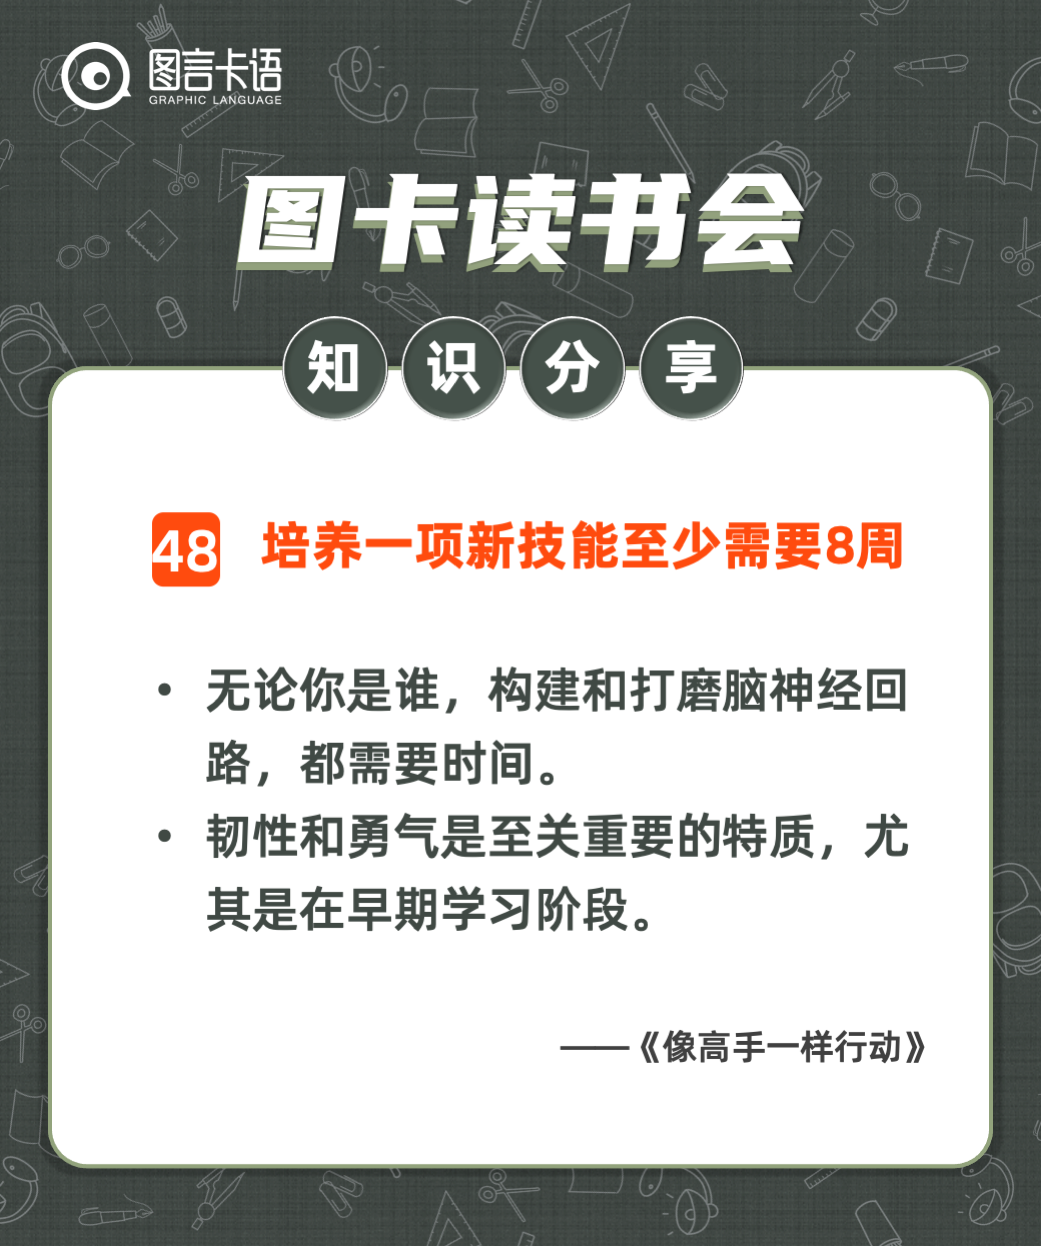 图言卡语
GRAPHIC LANGUAGE
图卡读书会
知识分享
48 培养一项新技能至少需要8周
• 无论你是谁，构建和打磨脑神经回
路，都需要时间。
• 韧性和勇气是至关重要的特质，尤
其是在早期学习阶段。
——《像高手一样行动》